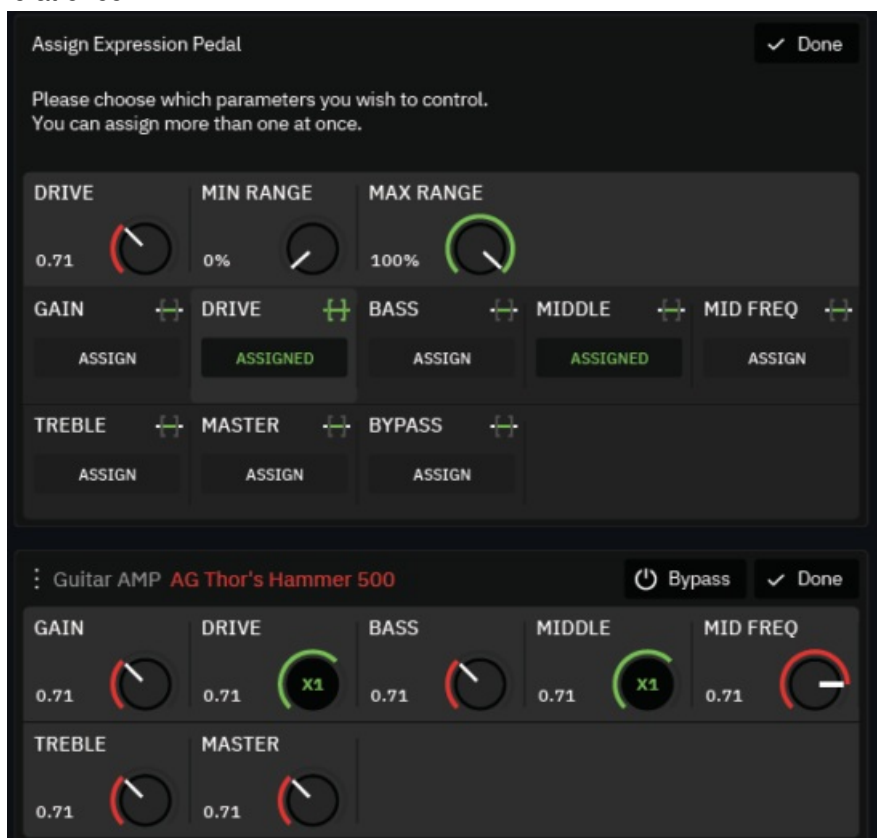 Assign Expression Pedal ✓ Done
Please choose which parameters you wish to control.
You can assign more than one at once.
DRIVE MIN RANGE MAX RANGE
0.71 0% 100%
GAIN DRIVE BASS MIDDLE MID FREQ
ASSIGN ASSIGNED ASSIGN ASSIGNED ASSIGN
TREBLE MASTER BYPASS
ASSIGN ASSIGN ASSIGN
Guitar AMP AG Thor's Hammer 500 Bypass ✓ Done
GAIN DRIVE BASS MIDDLE MID FREQ
0.71 0.71 X1 0.71 0.71 X1 0.71
TREBLE MASTER
0.71 0.71